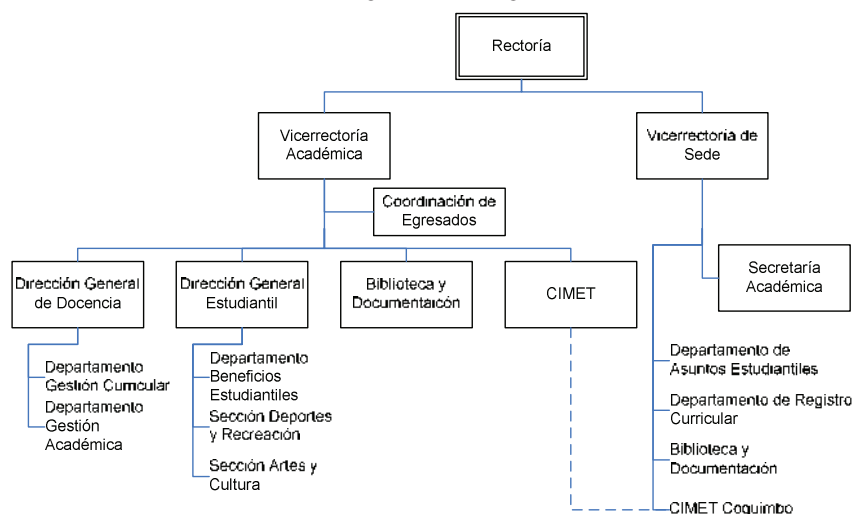 Rectoría
Vicerrectoría
Académica
Vicerrectoría de
Sede
Coordinación de
Egresados
Dirección General
de Docencia
Dirección General
Estudiantil
Biblioteca y
Documentaicón
CIMET
Secretaría
Académica
Departamento
Gestión Curricular
Departamento
Gestión
Académica
Departamento
Beneficios
Estudiantiles
Sección Deportes
y Recreación
Sección Artes y
Cultura
Departamento de
Asuntos Estudiantiles
Departamento de Registro
Curricular
Biblioteca y
Documentación
CIMET Coquimbo